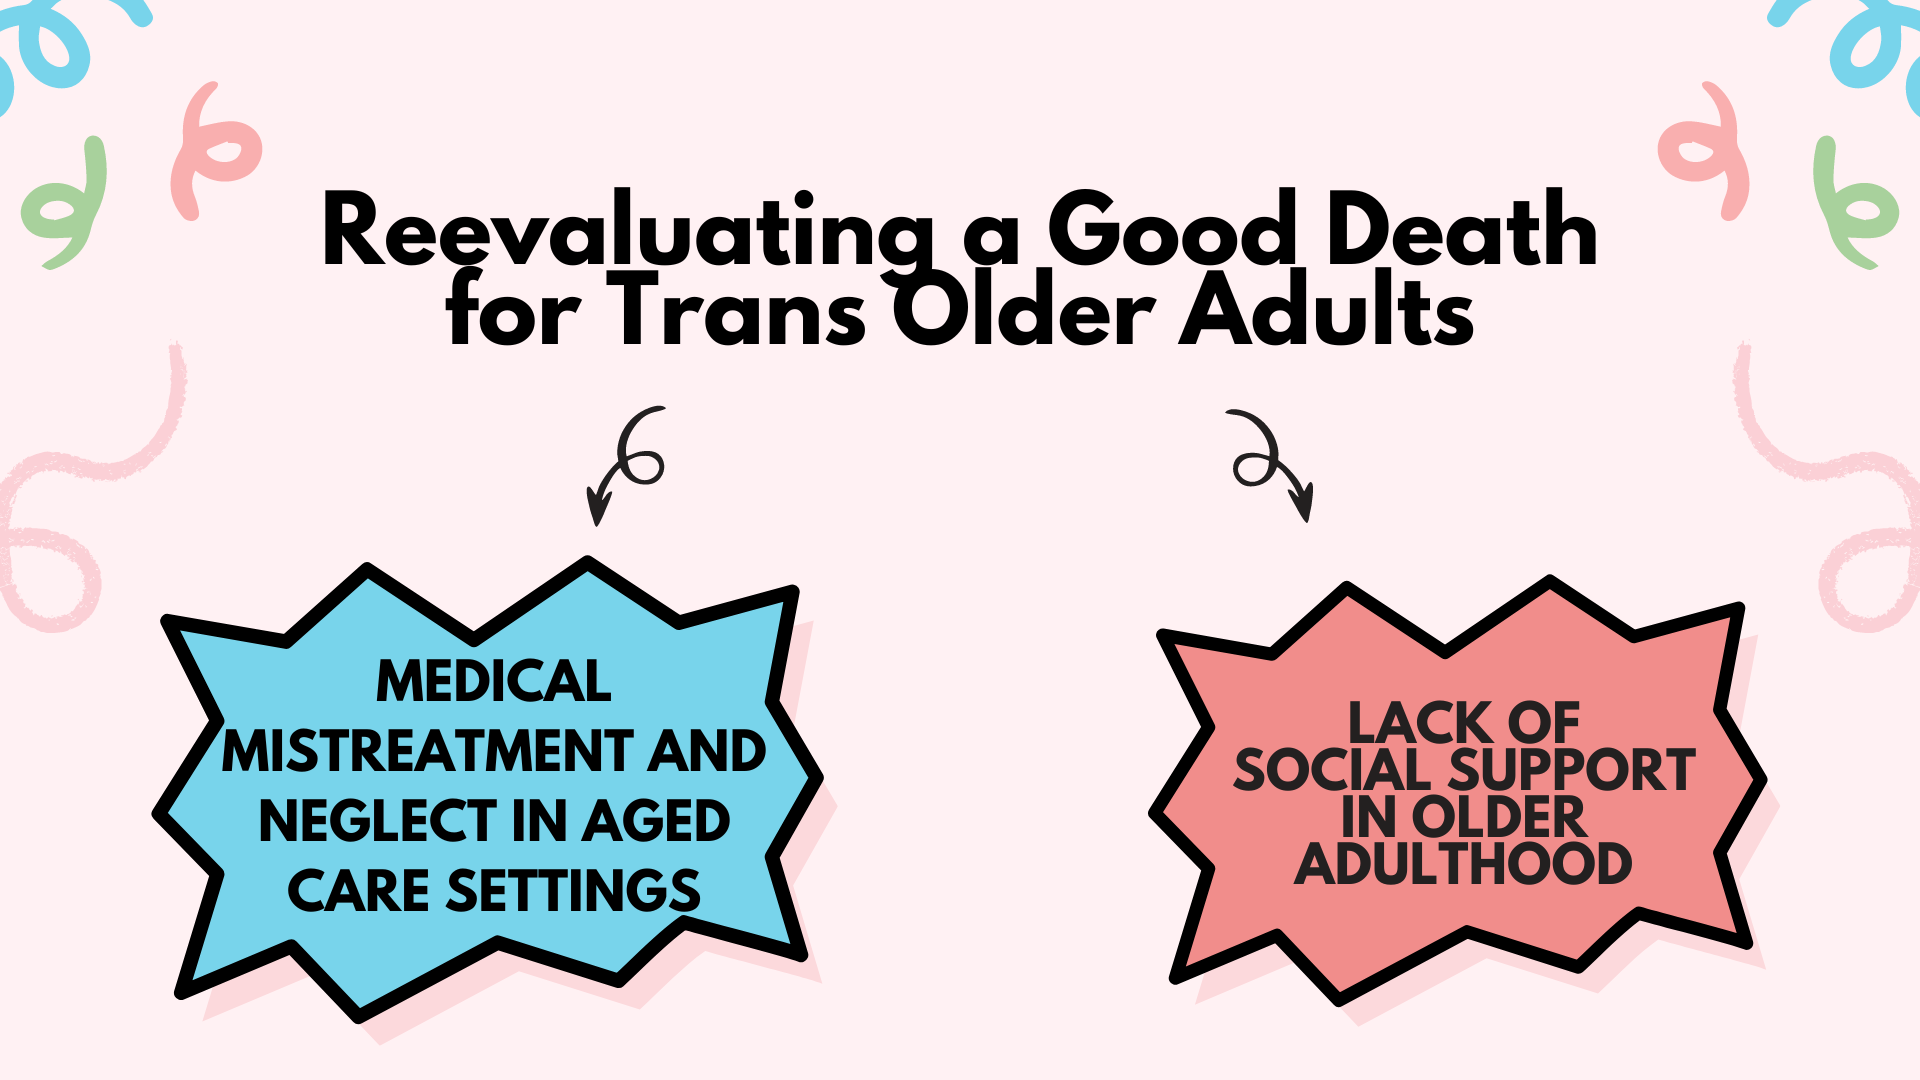 Reevaluating a Good Death
for Trans Older Adults
MEDICAL
MISTREATMENT AND
NEGLECT IN AGED
CARE SETTINGS
LACK OF
SOCIAL SUPPORT
IN OLDER
ADULTHOOD